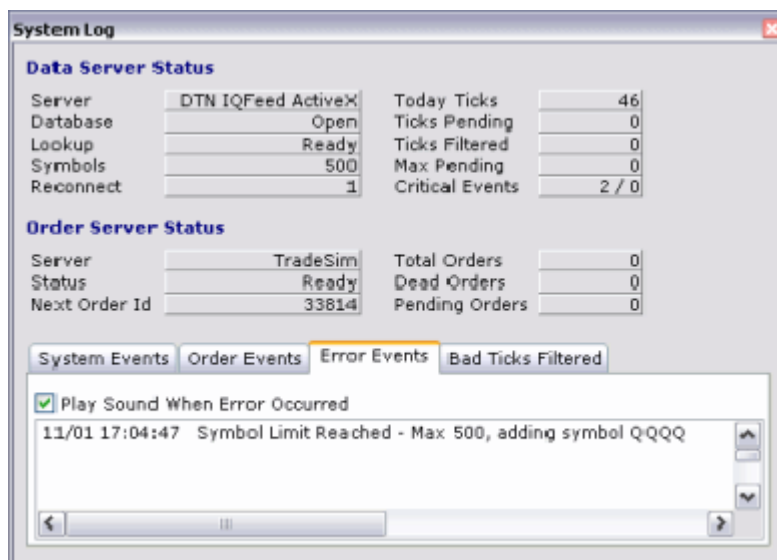 System Log
Data Server Status
Server DTN IQFeed ActiveX Today Ticks 46
Database Open Ticks Pending 0
Lookup Ready Ticks Filtered 0
Symbols 500 Max Pending 0
Reconnect 1 Critical Events 2 / 0
Order Server Status
Server TradeSim Total Orders 0
Status Ready Dead Orders 0
Next Order Id 33814 Pending Orders 0
System Events Order Events Error Events Bad Ticks Filtered
Play Sound When Error Occurred
11/01 17:04:47 Symbol Limit Reached - Max 500, adding symbol QQQQ